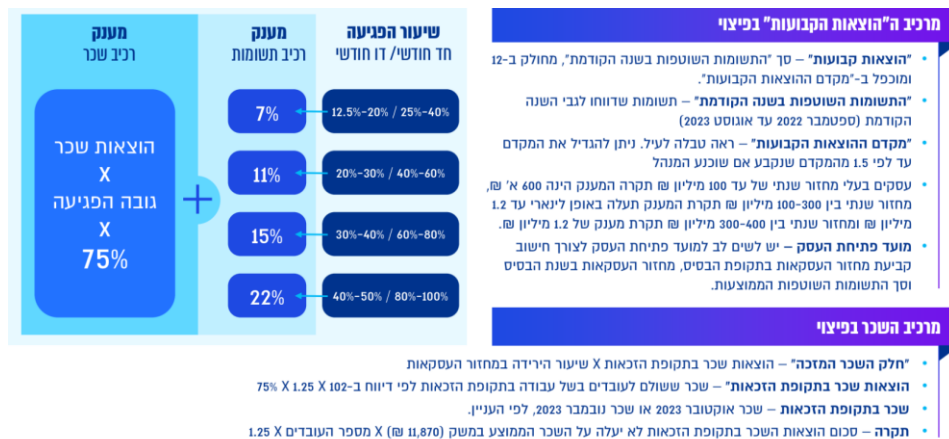 מרכיב ה"הוצאות הקבועות" בפיצוי
"הוצאות קבועות" – סך "התשומות השוטפות בשנה הקודמת", מחולק ב-12
ומוכפל ב-"מקדם ההוצאות הקבועות".
"התשומות השוטפות בשנה הקודמת" – תשומות שדווחו לגבי השנה
הקודמת (ספטמבר 2022 עד אוגוסט 2023)
"מקדם ההוצאות הקבועות" – ראה טבלה לעיל. ניתן להגדיל את המקדם
עד לפי 1.5 מהמקדם שנקבע אם שוכנע המנהל
עסקים בעלי מחזור שנתי של עד 100 מיליון ₪ תקרה המענק הינה 600 א' ₪,
מחזור שנתי בין 100-300 מיליון ₪ תקרת המענק תעלה באופן לינארי עד 1.2
מיליון ₪ ומחזור שנתי בין 300-400 מיליון ₪ תקרת מענק של 1.2 מיליון ₪.
מועד פתיחת העסק – יש לשים לב למועד פתיחת העסק לצורך חישוב
קביעת מחזור העסקאות בתקופת הבסיס, מחזור העסקאות בשנת הבסיס
וסך התשומות השוטפות הממוצעות.
שיעור הפגיעה
חד חודשי/ דו חודשי
מענק
רכיב תשומות
מענק
רכיב שכר
12.5%-20% / 25%-40%
7%
20%-30% / 40%-60%
11%
30%-40% / 60%-80%
15%
40%-50% / 80%-100%
22%
+
הוצאות שכר
X
גובה הפגיעה
X
75%
מרכיב השכר בפיצוי
"חלק השכר המזכה" – הוצאות שכר בתקופת הזכאות X שיעור הירידה במחזור העסקאות
הוצאות שכר בתקופת הזכאות" – שכר ששולם לעובדים בשל עבודה בתקופת הזכאות לפי דיווח ב-102 X 1.25 X 75%
שכר בתקופת הזכאות – שכר אוקטובר 2023 או שכר נובמבר 2023, לפי העניין.
תקרה – סכום הוצאות השכר בתקופת הזכאות לא יעלה על השכר הממוצע במשק (11,870 ₪) X מספר העובדים X 1.25